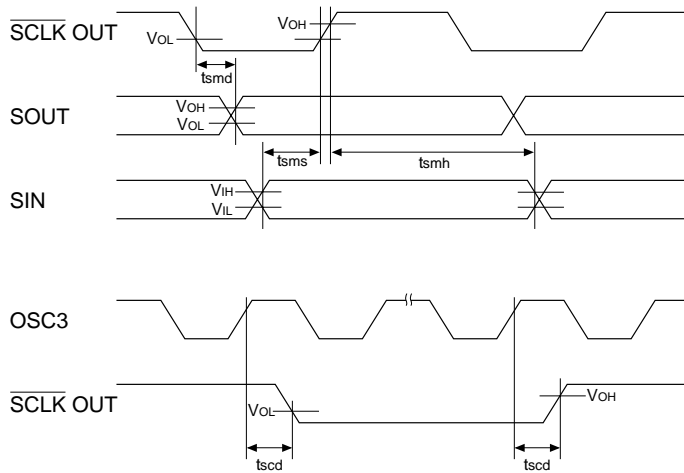 SCLK OUT
VOH
VOL
tsmd
SOUT
VOH
VOL
tsms
tsmh
SIN
VIH
VIL
OSC3
SCLK OUT
VOL
VOH
tscd
tscd